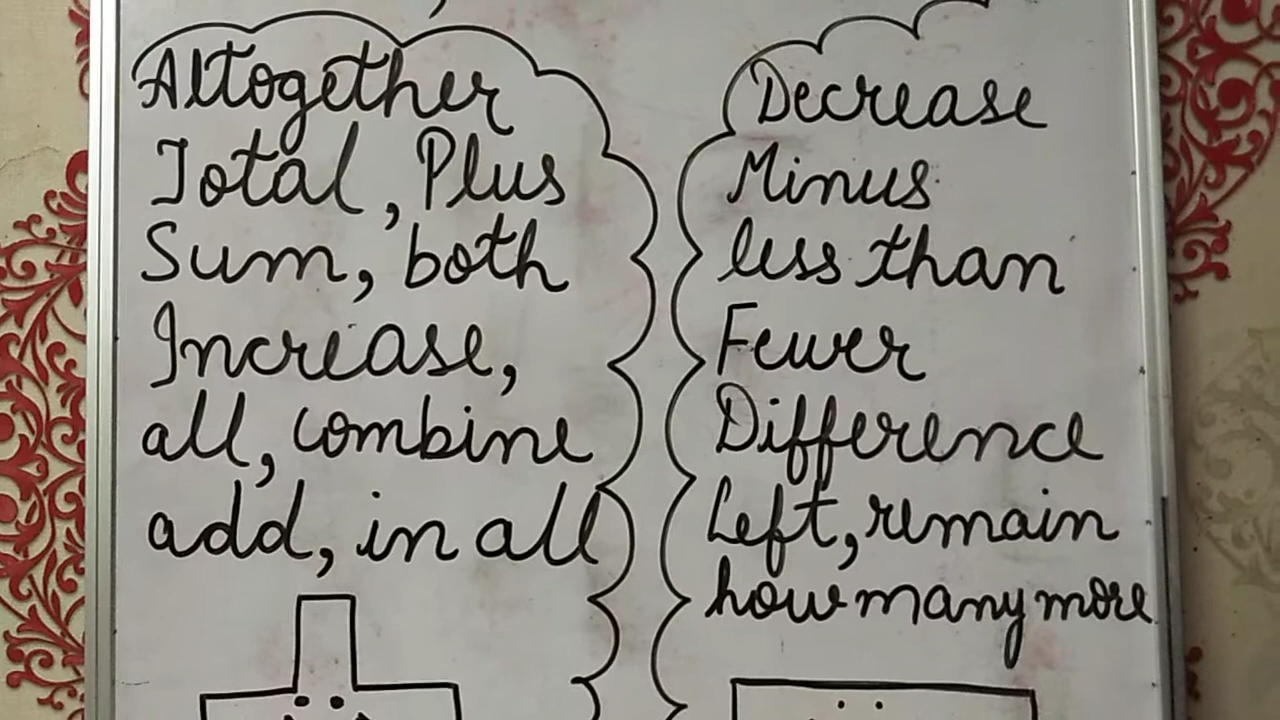 Altogether
Total, Plus
Sum, both
Increase,
all, combine
add, in all
Decrease
Minus
less than
Fewer
Difference
Left, remain
how many more